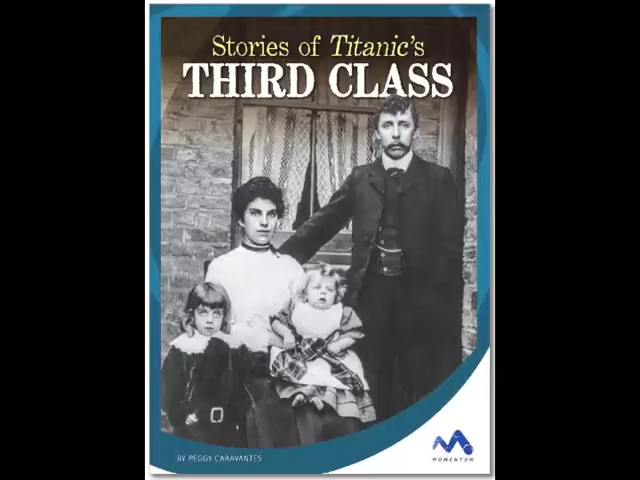 Stories of Titanic's
THIRD CLASS
BY PEGGY CARAVANTES
MOMENTUM